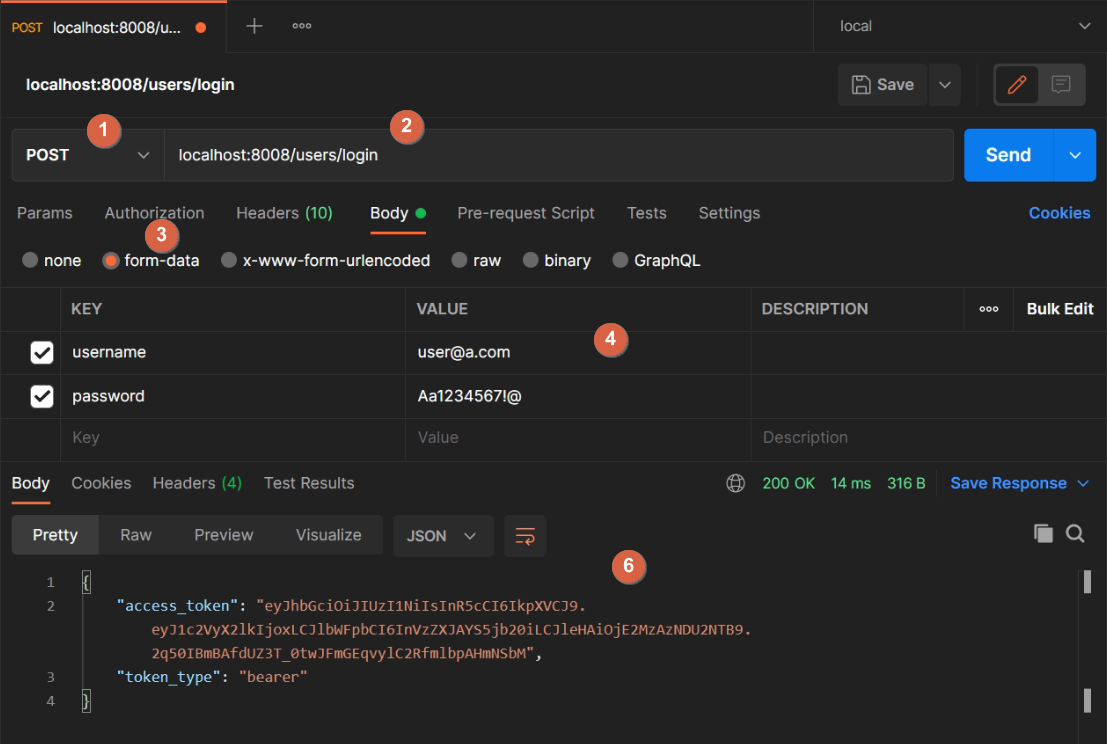 POST localhost:8008/u... local
localhost:8008/users/login Save
1 2
POST localhost:8008/users/login Send
Params Authorization Headers (10) Body Pre-request Script Tests Settings Cookies
3
none form-data x-www-form-urlencoded raw binary GraphQL
KEY VALUE DESCRIPTION Bulk Edit
4
username user@a.com
password Aa1234567!@
Key Value Description
Body Cookies Headers (4) Test Results 200 OK 14 ms 316 B Save Response
Pretty Raw Preview Visualize JSON
6
1 {
2 "access_token": "eyJhbGciOiJIUzI1NiIsInR5cCI6IkpXVCJ9.
eyJ1c2VyX2lkIjoxLCJlbWFpbCI6InVzZXJAYS5jb20iLCJleHAiOjE2MzAzNDU2NTB9.
2q50IBmBAfdUZ3T_0twJFmGEqvylC2RfmlbpAHmNSbM",
3 "token_type": "bearer"
4 }